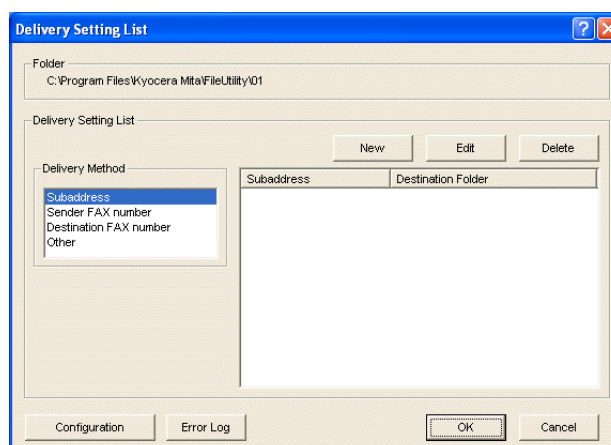 Delivery Setting List
Folder
C:\Program Files\Kyocera Mita\FileUtility\01
Delivery Setting List
New Edit Delete
Delivery Method
Subaddress Destination Folder
Subaddress
Sender FAX number
Destination FAX number
Other
Configuration Error Log OK Cancel